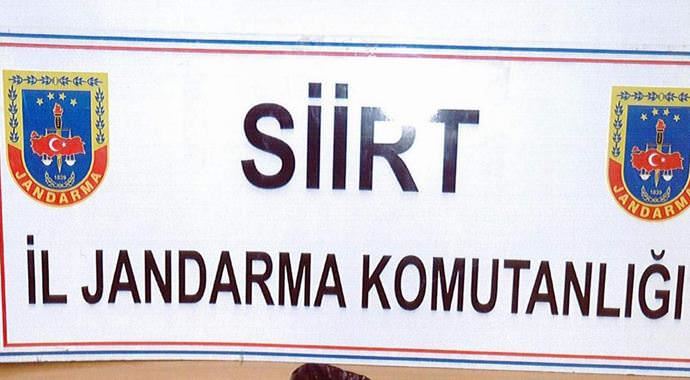 SİİRT
İL JANDARMA KOMUTANLIĞI
JANDARMA
1839
JANDARMA
1839